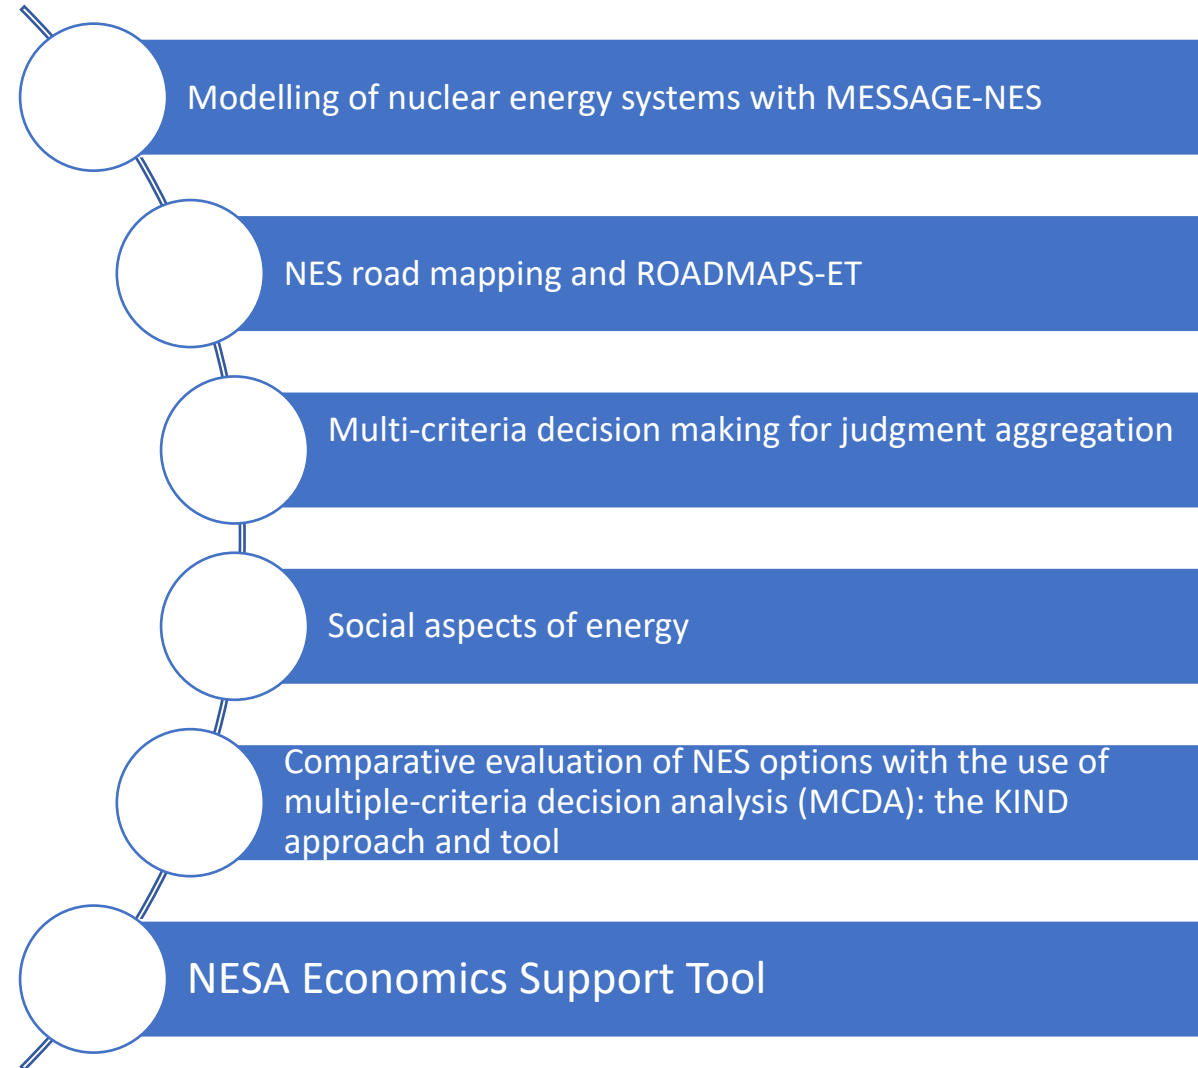 Modelling of nuclear energy systems with MESSAGE-NES
NES road mapping and ROADMAPS-ET
Multi-criteria decision making for judgment aggregation
Social aspects of energy
Comparative evaluation of NES options with the use of
multiple-criteria decision analysis (MCDA): the KIND
approach and tool
NESA Economics Support Tool